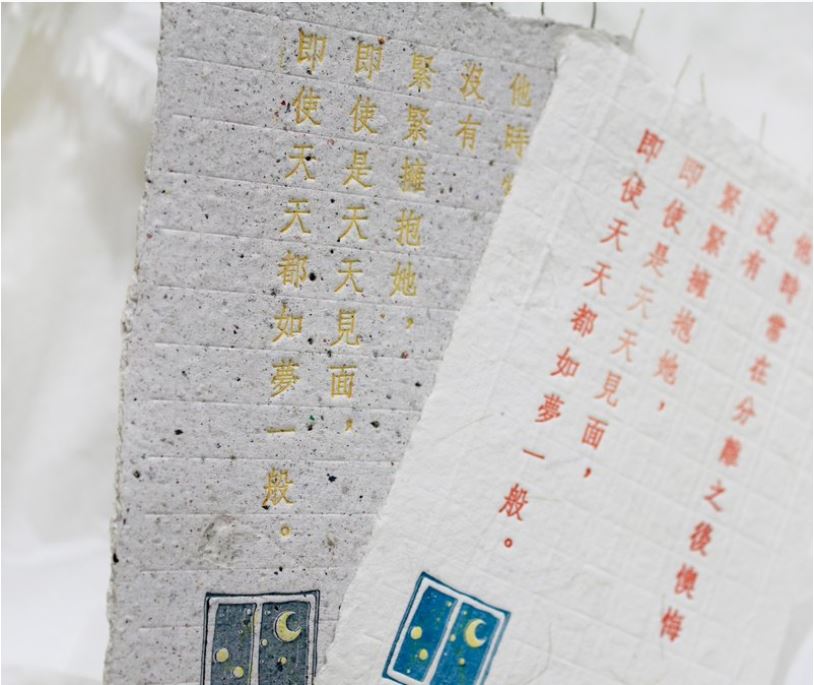 他時
沒有
緊緊擁抱她，
即使是天天見面，
即使天天都如夢一般。
他時常在分離之後懊悔
沒有
緊緊擁抱她，
即使是天天見面，
即使天天都如夢一般。